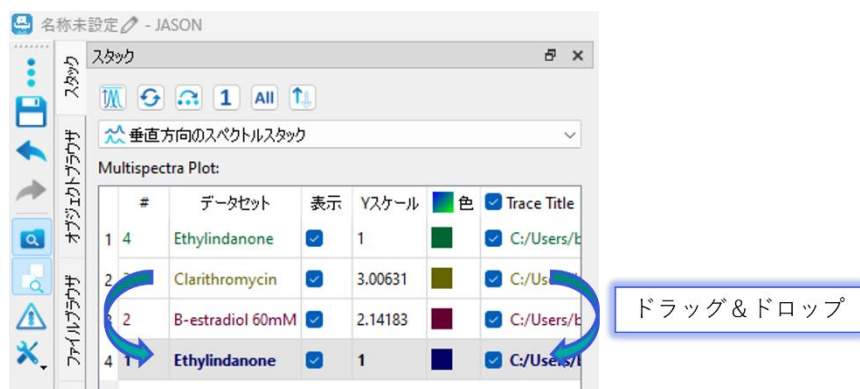 名称未設定 - JASON
スタック
スタック
オブジェクトブラウザ
ファイルブラウザ
1 All
垂直方向のスペクトルスタック
Multispectra Plot:
# データセット 表示 Yスケール 色 Trace Title
1 4 Ethylindanone 1 C:/Users/b
2 Clarithromycin 3.00631 C:/Us
3 2 B-estradiol 60mM 2.14183 C:/Users/b
4 1 Ethylindanone 1 C:/Users/
ドラッグ&ドロップ